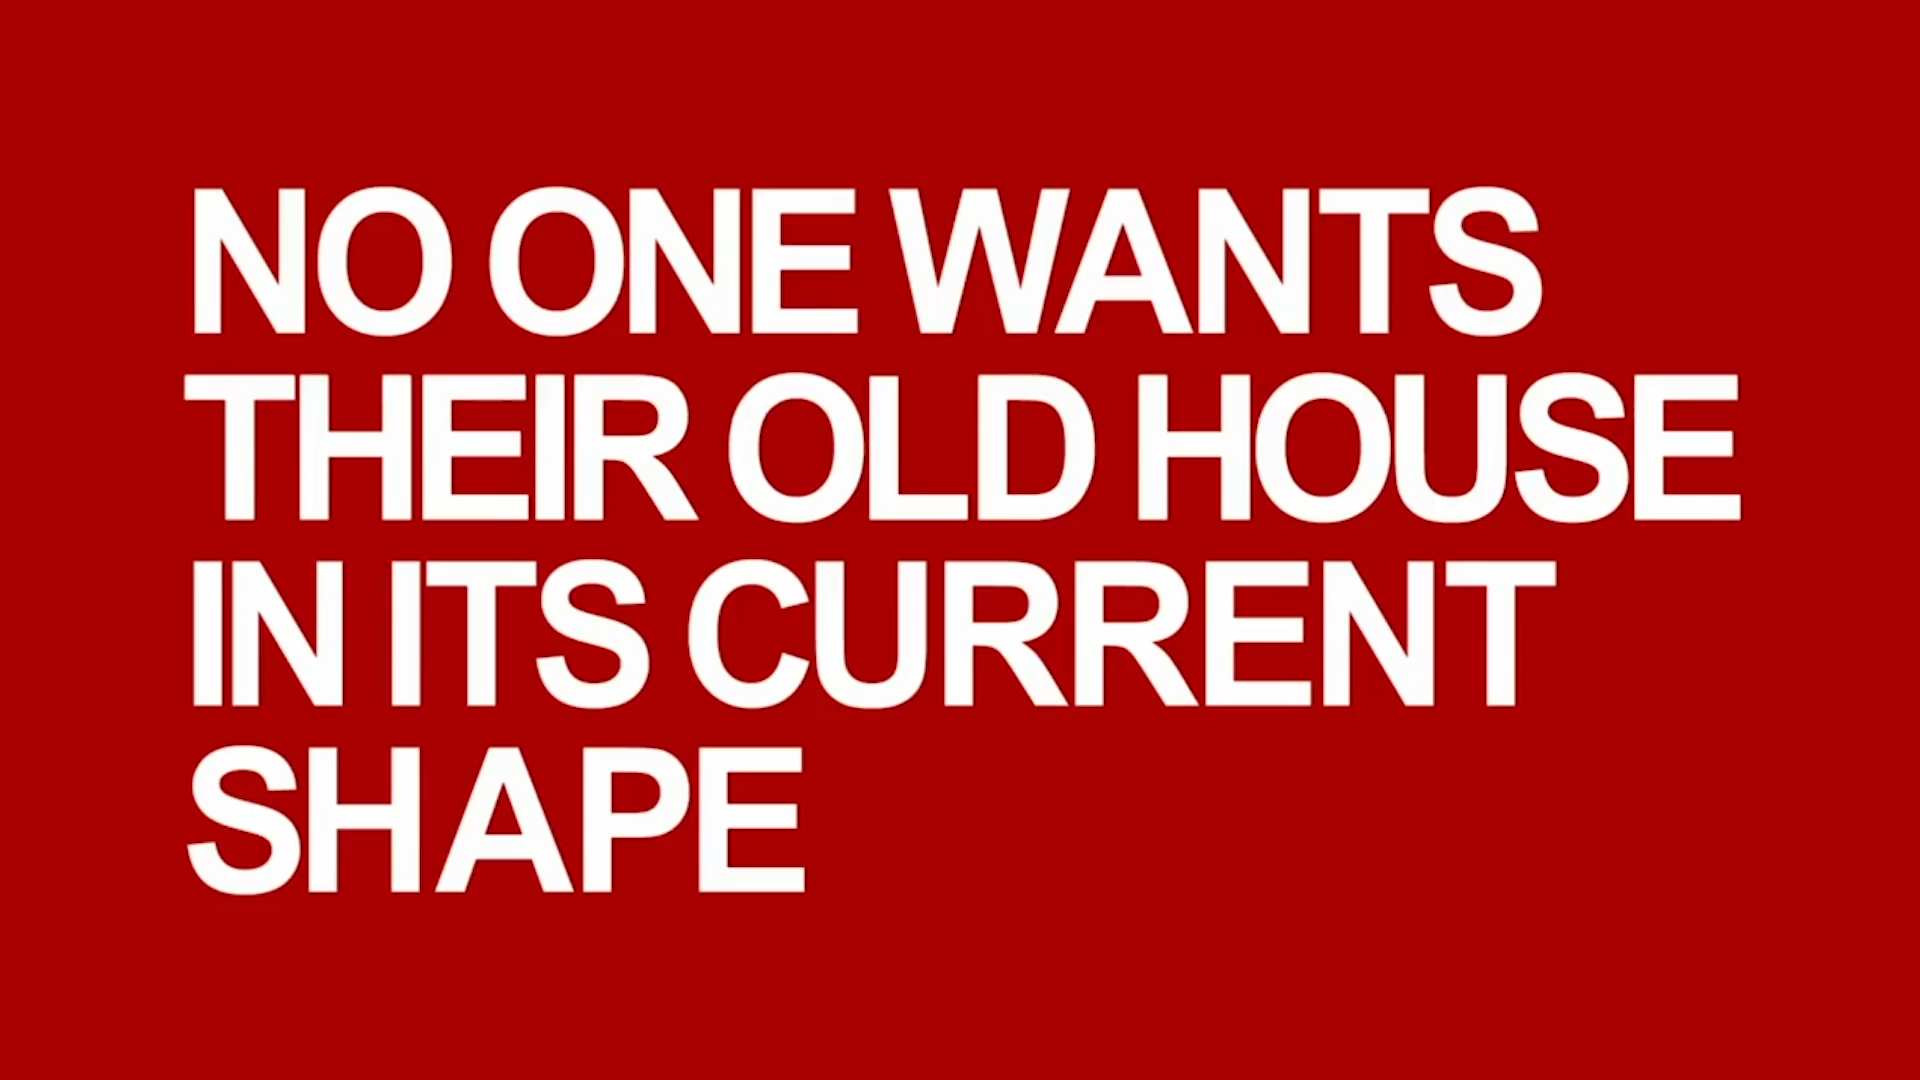 NO ONE WANTS
THEIR OLD HOUSE
IN ITS CURRENT
SHAPE